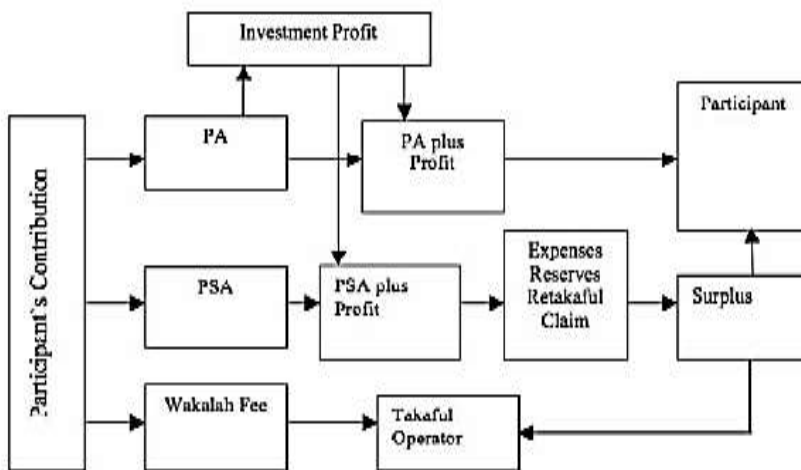 Investment Profit
Participant`s Contribution
PA
PA plus
Profit
Participant
PSA
PSA plus
Profit
Expenses
Reserves
Retakaful
Claim
Surplus
Wakalah Fee
Takaful
Operator